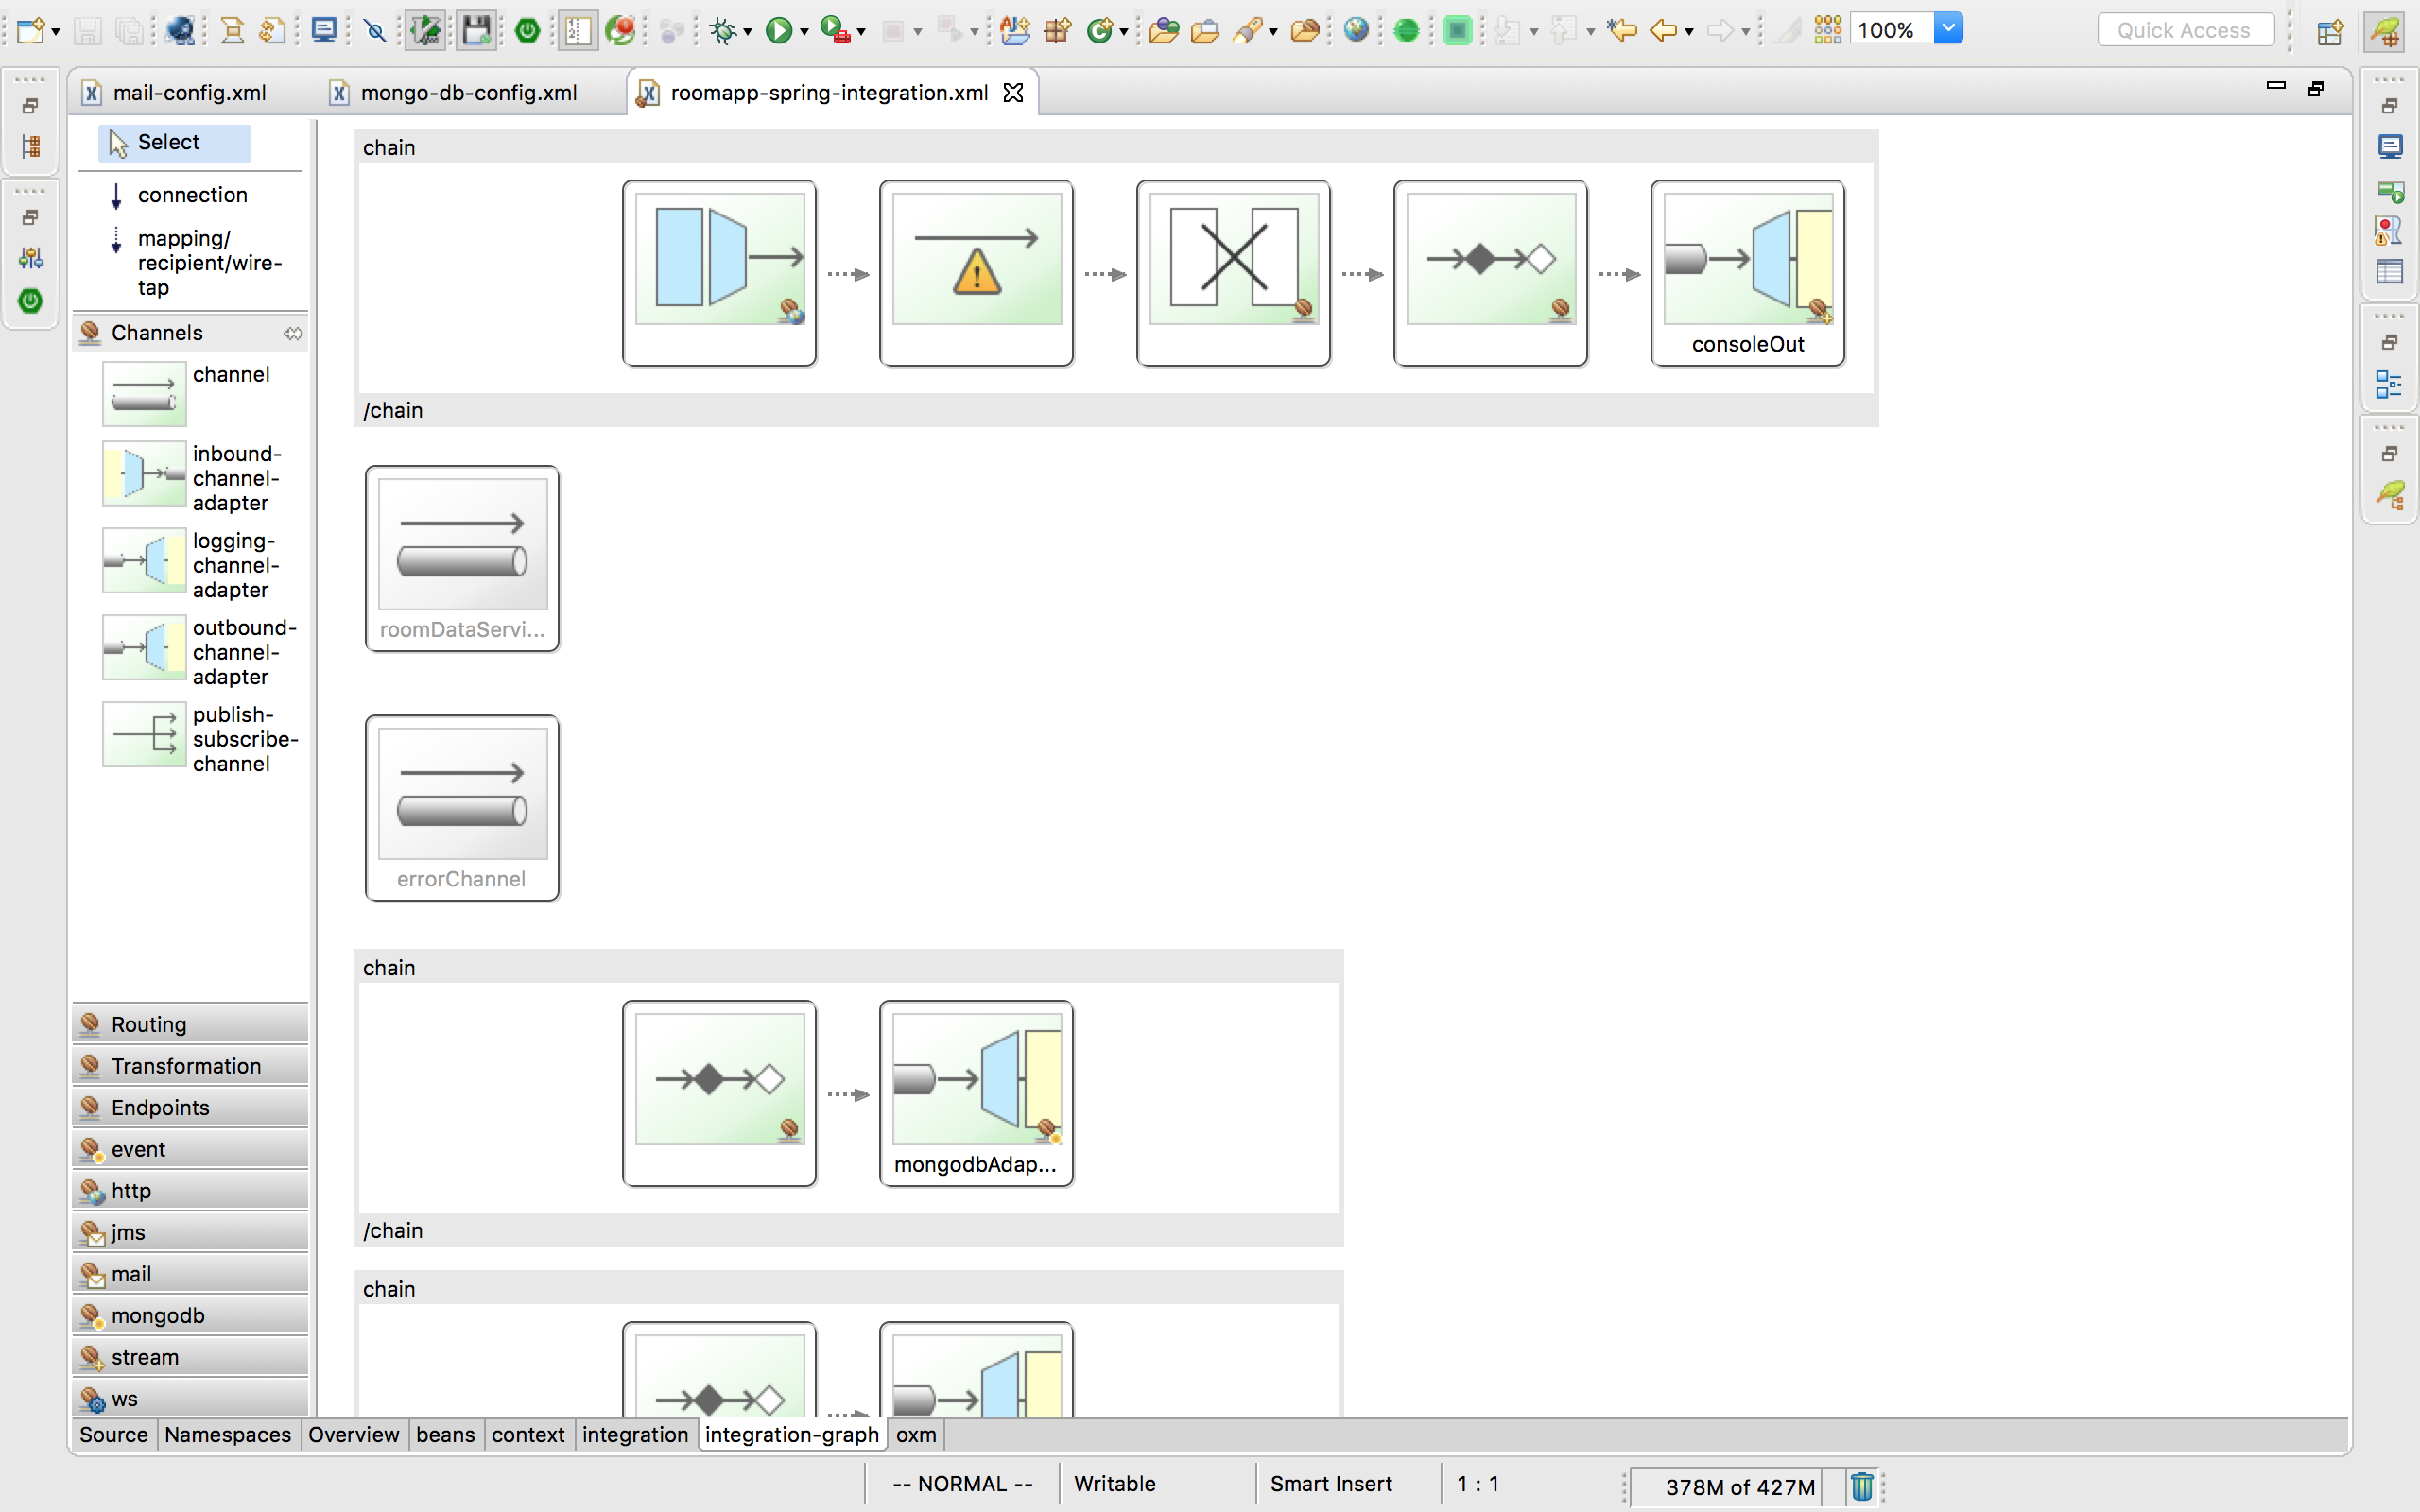 100%
Quick Access
mail-config.xml
mongo-db-config.xml
roomapp-spring-integration.xml
Select
connection
mapping/
recipient/wire-
tap
Channels
channel
inbound-
channel-
adapter
logging-
channel-
adapter
outbound-
channel-
adapter
publish-
subscribe-
channel
Routing
Transformation
Endpoints
event
http
jms
mail
mongodb
stream
ws
chain
consoleOut
/chain
roomDataServi...
errorChannel
chain
mongodbAdap...
/chain
chain
Source
Namespaces
Overview
beans
context
integration
integration-graph
oxm
-- NORMAL --
Writable
Smart Insert
1 : 1
378M of 427M